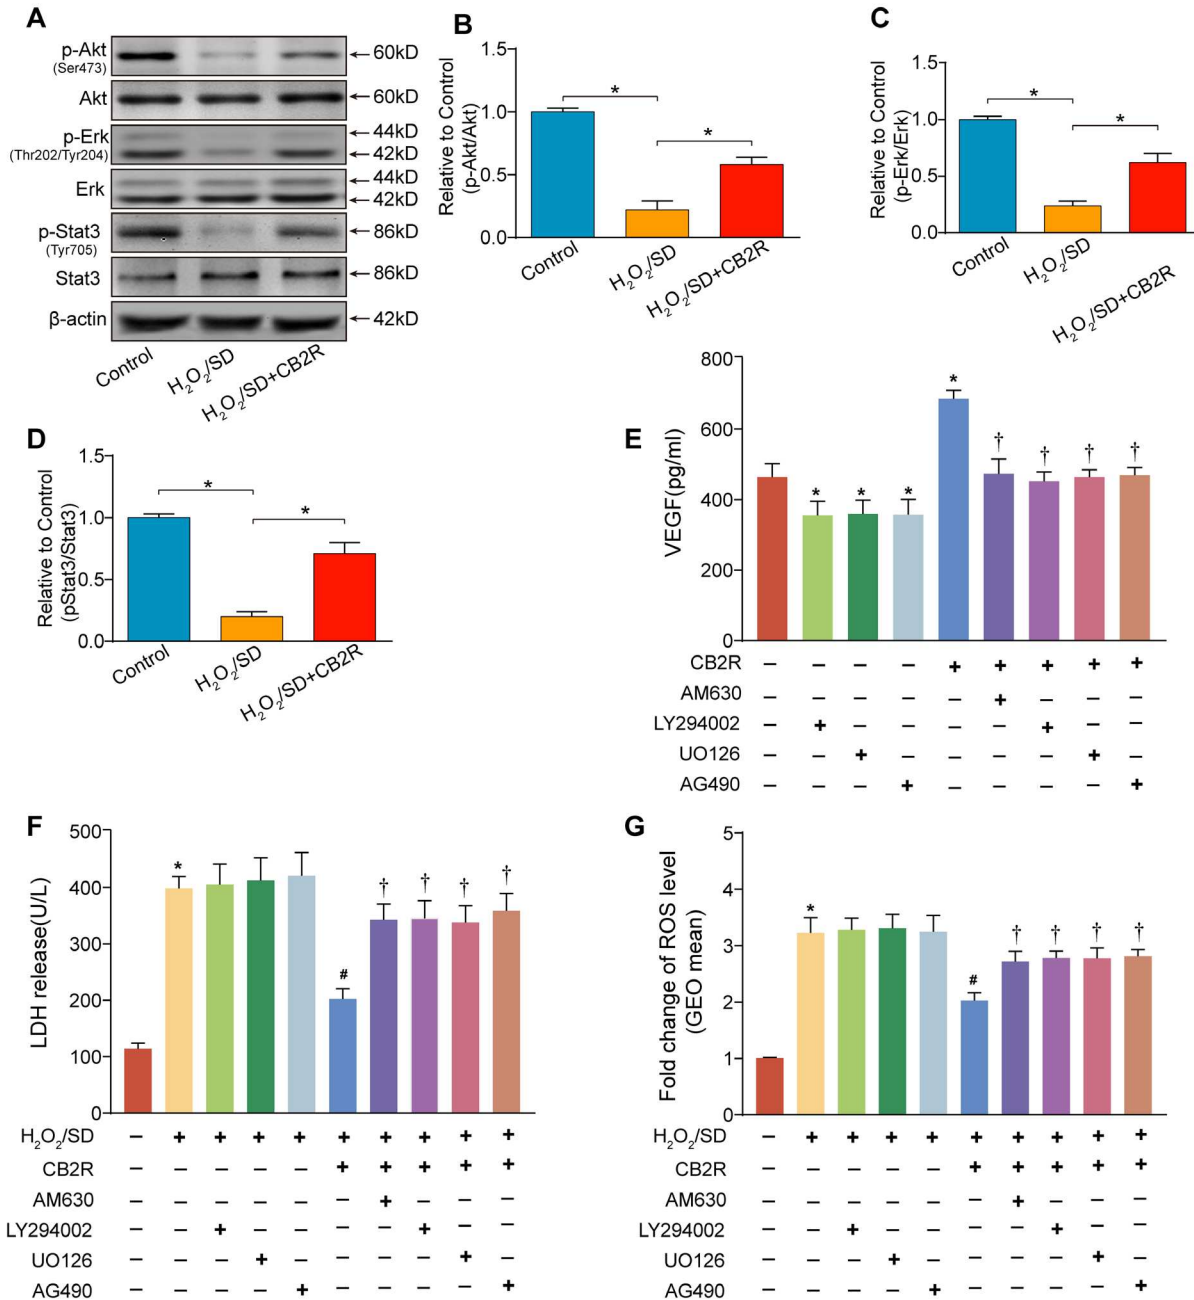 A
p-Akt
(Ser473)
60kD
Akt
60kD
p-Erk
(Thr202/Tyr204)
44kD
42kD
Erk
44kD
42kD
p-Stat3
(Tyr705)
86kD
Stat3
86kD
β-actin
42kD
Control
H₂O₂/SD
H₂O₂/SD+CB2R
B
Relative to Control
(p-Akt/Akt)
1.5
1.0
0.5
0.0
*
*
Control
H₂O₂/SD
H₂O₂/SD+CB2R
C
Relative to Control
(p-Erk/Erk)
1.5
1.0
0.5
0.0
*
*
Control
H₂O₂/SD
H₂O₂/SD+CB2R
D
Relative to Control
(pStat3/Stat3)
1.5
1.0
0.5
0.0
*
*
Control
H₂O₂/SD
H₂O₂/SD+CB2R
E
VEGF(pg/ml)
800
600
400
200
0
* * * * † † † †
CB2R – – – – + + + + +
AM630 – – – – – + – – –
LY294002 – + – – – – + – –
UO126 – – + – – – – + –
AG490 – – – + – – – – +
F
LDH release(U/L)
500
400
300
200
100
0
* # † † † †
H₂O₂/SD – + + + + + + + + +
CB2R – – – – – + + + + +
AM630 – – – – – – + – – –
LY294002 – – + – – – – + – –
UO126 – – – + – – – – + –
AG490 – – – – + – – – – +
G
Fold change of ROS level
(GEO mean)
5
4
3
2
1
0
* # † † † †
H₂O₂/SD – + + + + + + + + +
CB2R – – – – – + + + + +
AM630 – – – – – – + – – –
LY294002 – – + – – – – + – –
UO126 – – – + – – – – + –
AG490 – – – – + – – – – +